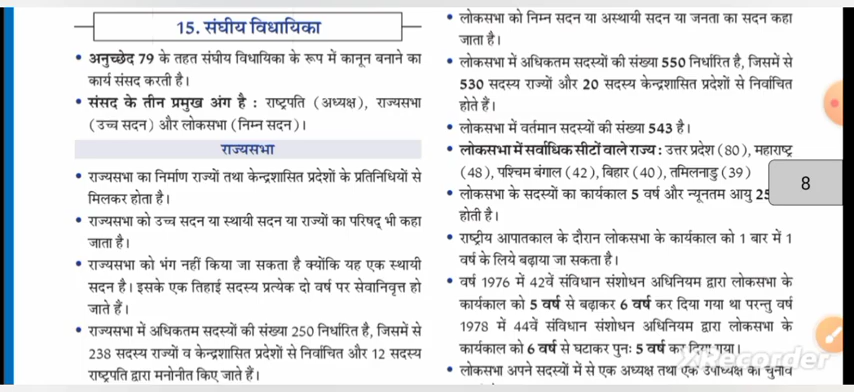 15. संघीय विधायिका
• अनुच्छेद 79 के तहत संघीय विधायिका के रूप में कानून बनाने का
कार्य संसद करती है।
• संसद के तीन प्रमुख अंग है : राष्ट्रपति (अध्यक्ष), राज्यसभा
(उच्च सदन) और लोकसभा (निम्न सदन)।
राज्यसभा
• राज्यसभा का निर्माण राज्यों तथा केन्द्रशासित प्रदेशों के प्रतिनिधियों से
मिलकर होता है।
• राज्यसभा को उच्च सदन या स्थायी सदन या राज्यों का परिषद् भी कहा
जाता है।
• राज्यसभा को भंग नहीं किया जा सकता है क्योंकि यह एक स्थायी
सदन है। इसके एक तिहाई सदस्य प्रत्येक दो वर्ष पर सेवानिवृत्त हो
जाते हैं।
• राज्यसभा में अधिकतम सदस्यों की संख्या 250 निर्धारित है, जिसमें से
238 सदस्य राज्यों व केन्द्रशासित प्रदेशों से निर्वाचित और 12 सदस्य
राष्ट्रपति द्वारा मनोनीत किए जाते हैं।
• लोकसभा को निम्न सदन या अस्थायी सदन या जनता का सदन कहा
जाता है।
• लोकसभा में अधिकतम सदस्यों की संख्या 550 निर्धारित है, जिसमें से
530 सदस्य राज्यों और 20 सदस्य केन्द्रशासित प्रदेशों से निर्वाचित
होते हैं।
• लोकसभा में वर्तमान सदस्यों की संख्या 543 है।
• लोकसभा में सर्वाधिक सीटों वाले राज्य : उत्तर प्रदेश (80), महाराष्ट्र
(48), पश्चिम बंगाल (42), बिहार (40), तमिलनाडु (39)
• लोकसभा के सदस्यों का कार्यकाल 5 वर्ष और न्यूनतम आयु 25
होती है।
• राष्ट्रीय आपातकाल के दौरान लोकसभा के कार्यकाल को 1 बार में 1
वर्ष के लिये बढ़ाया जा सकता है।
• वर्ष 1976 में 42वें संविधान संशोधन अधिनियम द्वारा लोकसभा के
कार्यकाल को 5 वर्ष से बढ़ाकर 6 वर्ष कर दिया गया था परन्तु वर्ष
1978 में 44वें संविधान संशोधन अधिनियम द्वारा लोकसभा के
कार्यकाल को 6 वर्ष से घटाकर पुनः 5 वर्ष कर दिया गया।
• लोकसभा अपने सदस्यों में से एक अध्यक्ष तथा एक उपाध्यक्ष का चुनाव
8
XRecorder